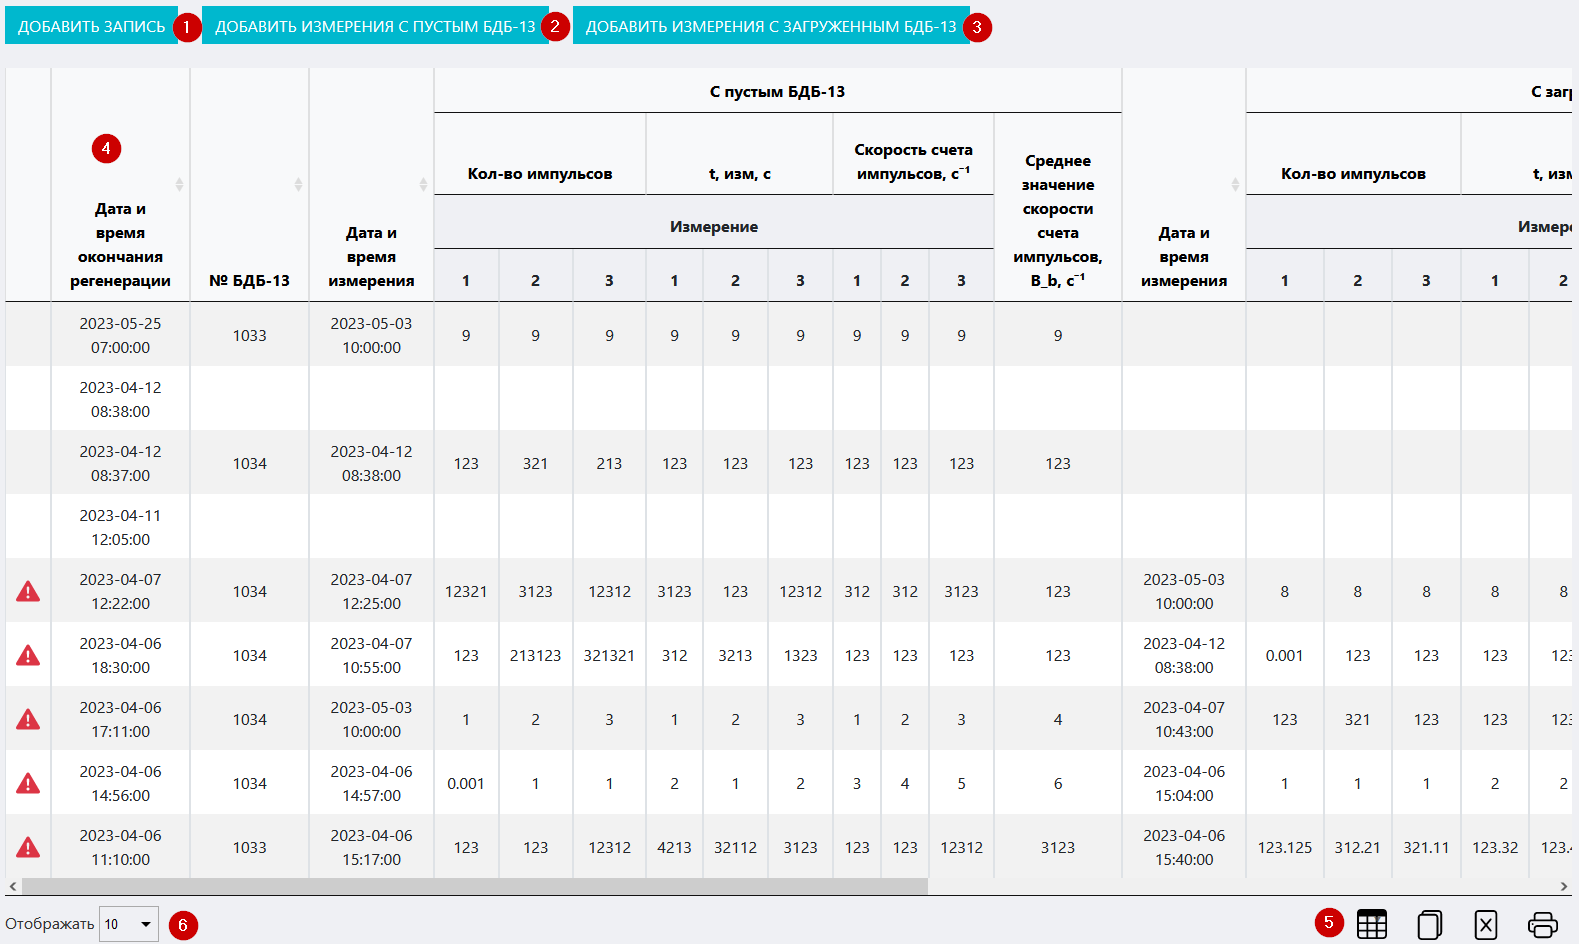 ДОБАВИТЬ ЗАПИСЬ 1 ДОБАВИТЬ ИЗМЕРЕНИЯ С ПУСТЫМ БДБ-13 2 ДОБАВИТЬ ИЗМЕРЕНИЯ С ЗАГРУЖЕННЫМ БДБ-13 3
4
Дата и
время
окончания
регенерации
№ БДБ-13
Дата и
время
измерения
С пустым БДБ-13
Кол-во импульсов
t, изм, с
Скорость счета
импульсов, с⁻¹
Измерение
1 2 3 1 2 3 1 2 3
Среднее
значение
скорости
счета
импульсов,
B_b, с⁻¹
Дата и
время
измерения
С заг
Кол-во импульсов
t, изм
Измере
1 2 3 1 2
2023-05-25
07:00:00
1033
2023-05-03
10:00:00
9 9 9 9 9 9 9 9 9 9
2023-04-12
08:38:00
2023-04-12
08:37:00
1034
2023-04-12
08:38:00
123 321 213 123 123 123 123 123 123 123
2023-04-11
12:05:00
2023-04-07
12:22:00
1034
2023-04-07
12:25:00
12321 3123 12312 3123 123 12312 312 312 3123 123
2023-05-03
10:00:00
8 8 8 8 8
2023-04-06
18:30:00
1034
2023-04-07
10:55:00
123 213123 321321 312 3213 1323 123 123 123 123
2023-04-12
08:38:00
0.001 123 123 123 123
2023-04-06
17:11:00
1034
2023-05-03
10:00:00
1 2 3 1 2 3 1 2 3 4
2023-04-07
10:43:00
123 321 123 123 123
2023-04-06
14:56:00
1034
2023-04-06
14:57:00
0.001 1 1 2 1 2 3 4 5 6
2023-04-06
15:04:00
1 1 1 2 2
2023-04-06
11:10:00
1033
2023-04-06
15:17:00
123 123 12312 4213 32112 3123 123 123 12312 3123
2023-04-06
15:40:00
123.125 312.21 321.11 123.32 123.4
Отображать 10 6 5